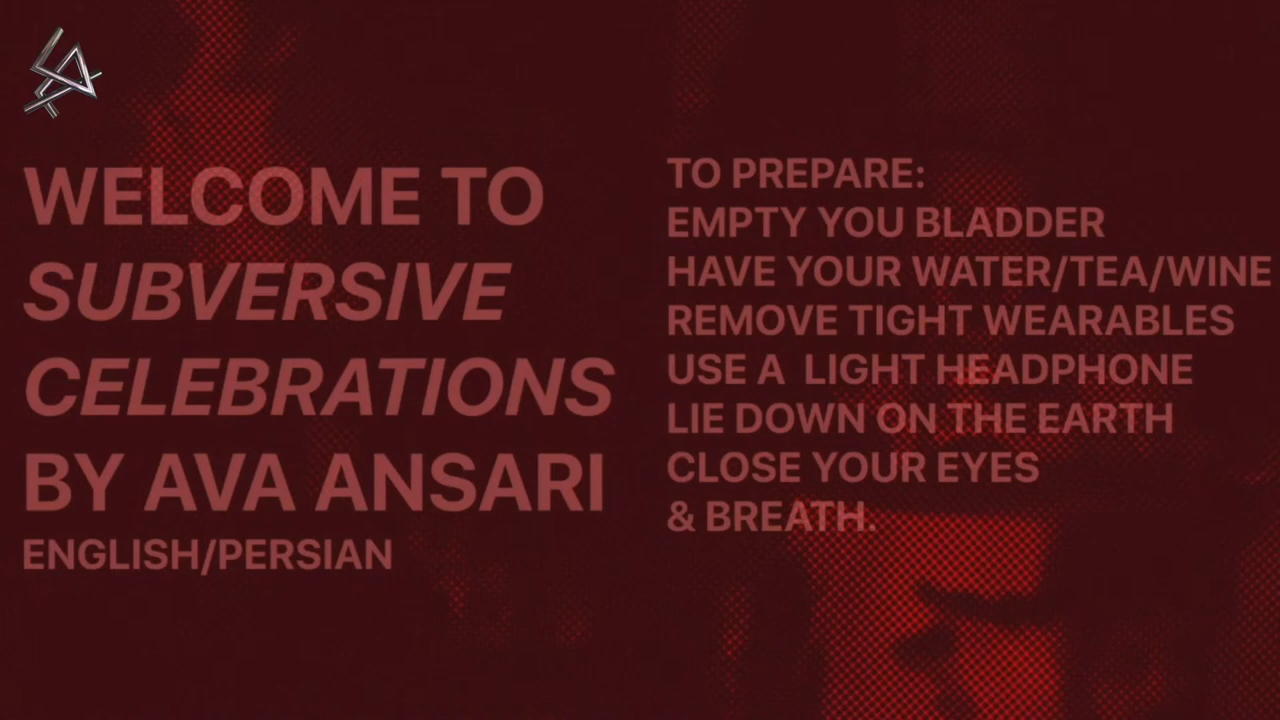 WELCOME TO
SUBVERSIVE
CELEBRATIONS
BY AVA ANSARI
ENGLISH/PERSIAN
TO PREPARE:
EMPTY YOU BLADDER
HAVE YOUR WATER/TEA/WINE
REMOVE TIGHT WEARABLES
USE A LIGHT HEADPHONE
LIE DOWN ON THE EARTH
CLOSE YOUR EYES
& BREATH.